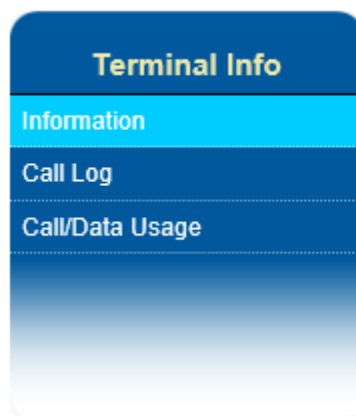 Terminal Info
Information
Call Log
Call/Data Usage